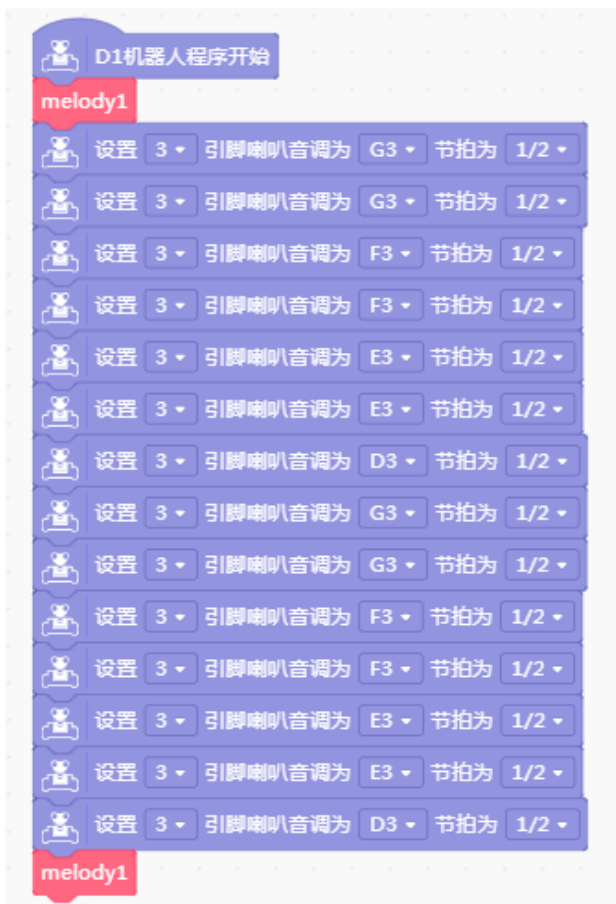 D1机器人程序开始
melody1
设置 3 引脚喇叭音调为 G3 节拍为 1/2
设置 3 引脚喇叭音调为 G3 节拍为 1/2
设置 3 引脚喇叭音调为 F3 节拍为 1/2
设置 3 引脚喇叭音调为 F3 节拍为 1/2
设置 3 引脚喇叭音调为 E3 节拍为 1/2
设置 3 引脚喇叭音调为 E3 节拍为 1/2
设置 3 引脚喇叭音调为 D3 节拍为 1/2
设置 3 引脚喇叭音调为 G3 节拍为 1/2
设置 3 引脚喇叭音调为 G3 节拍为 1/2
设置 3 引脚喇叭音调为 F3 节拍为 1/2
设置 3 引脚喇叭音调为 F3 节拍为 1/2
设置 3 引脚喇叭音调为 E3 节拍为 1/2
设置 3 引脚喇叭音调为 E3 节拍为 1/2
设置 3 引脚喇叭音调为 D3 节拍为 1/2
melody1